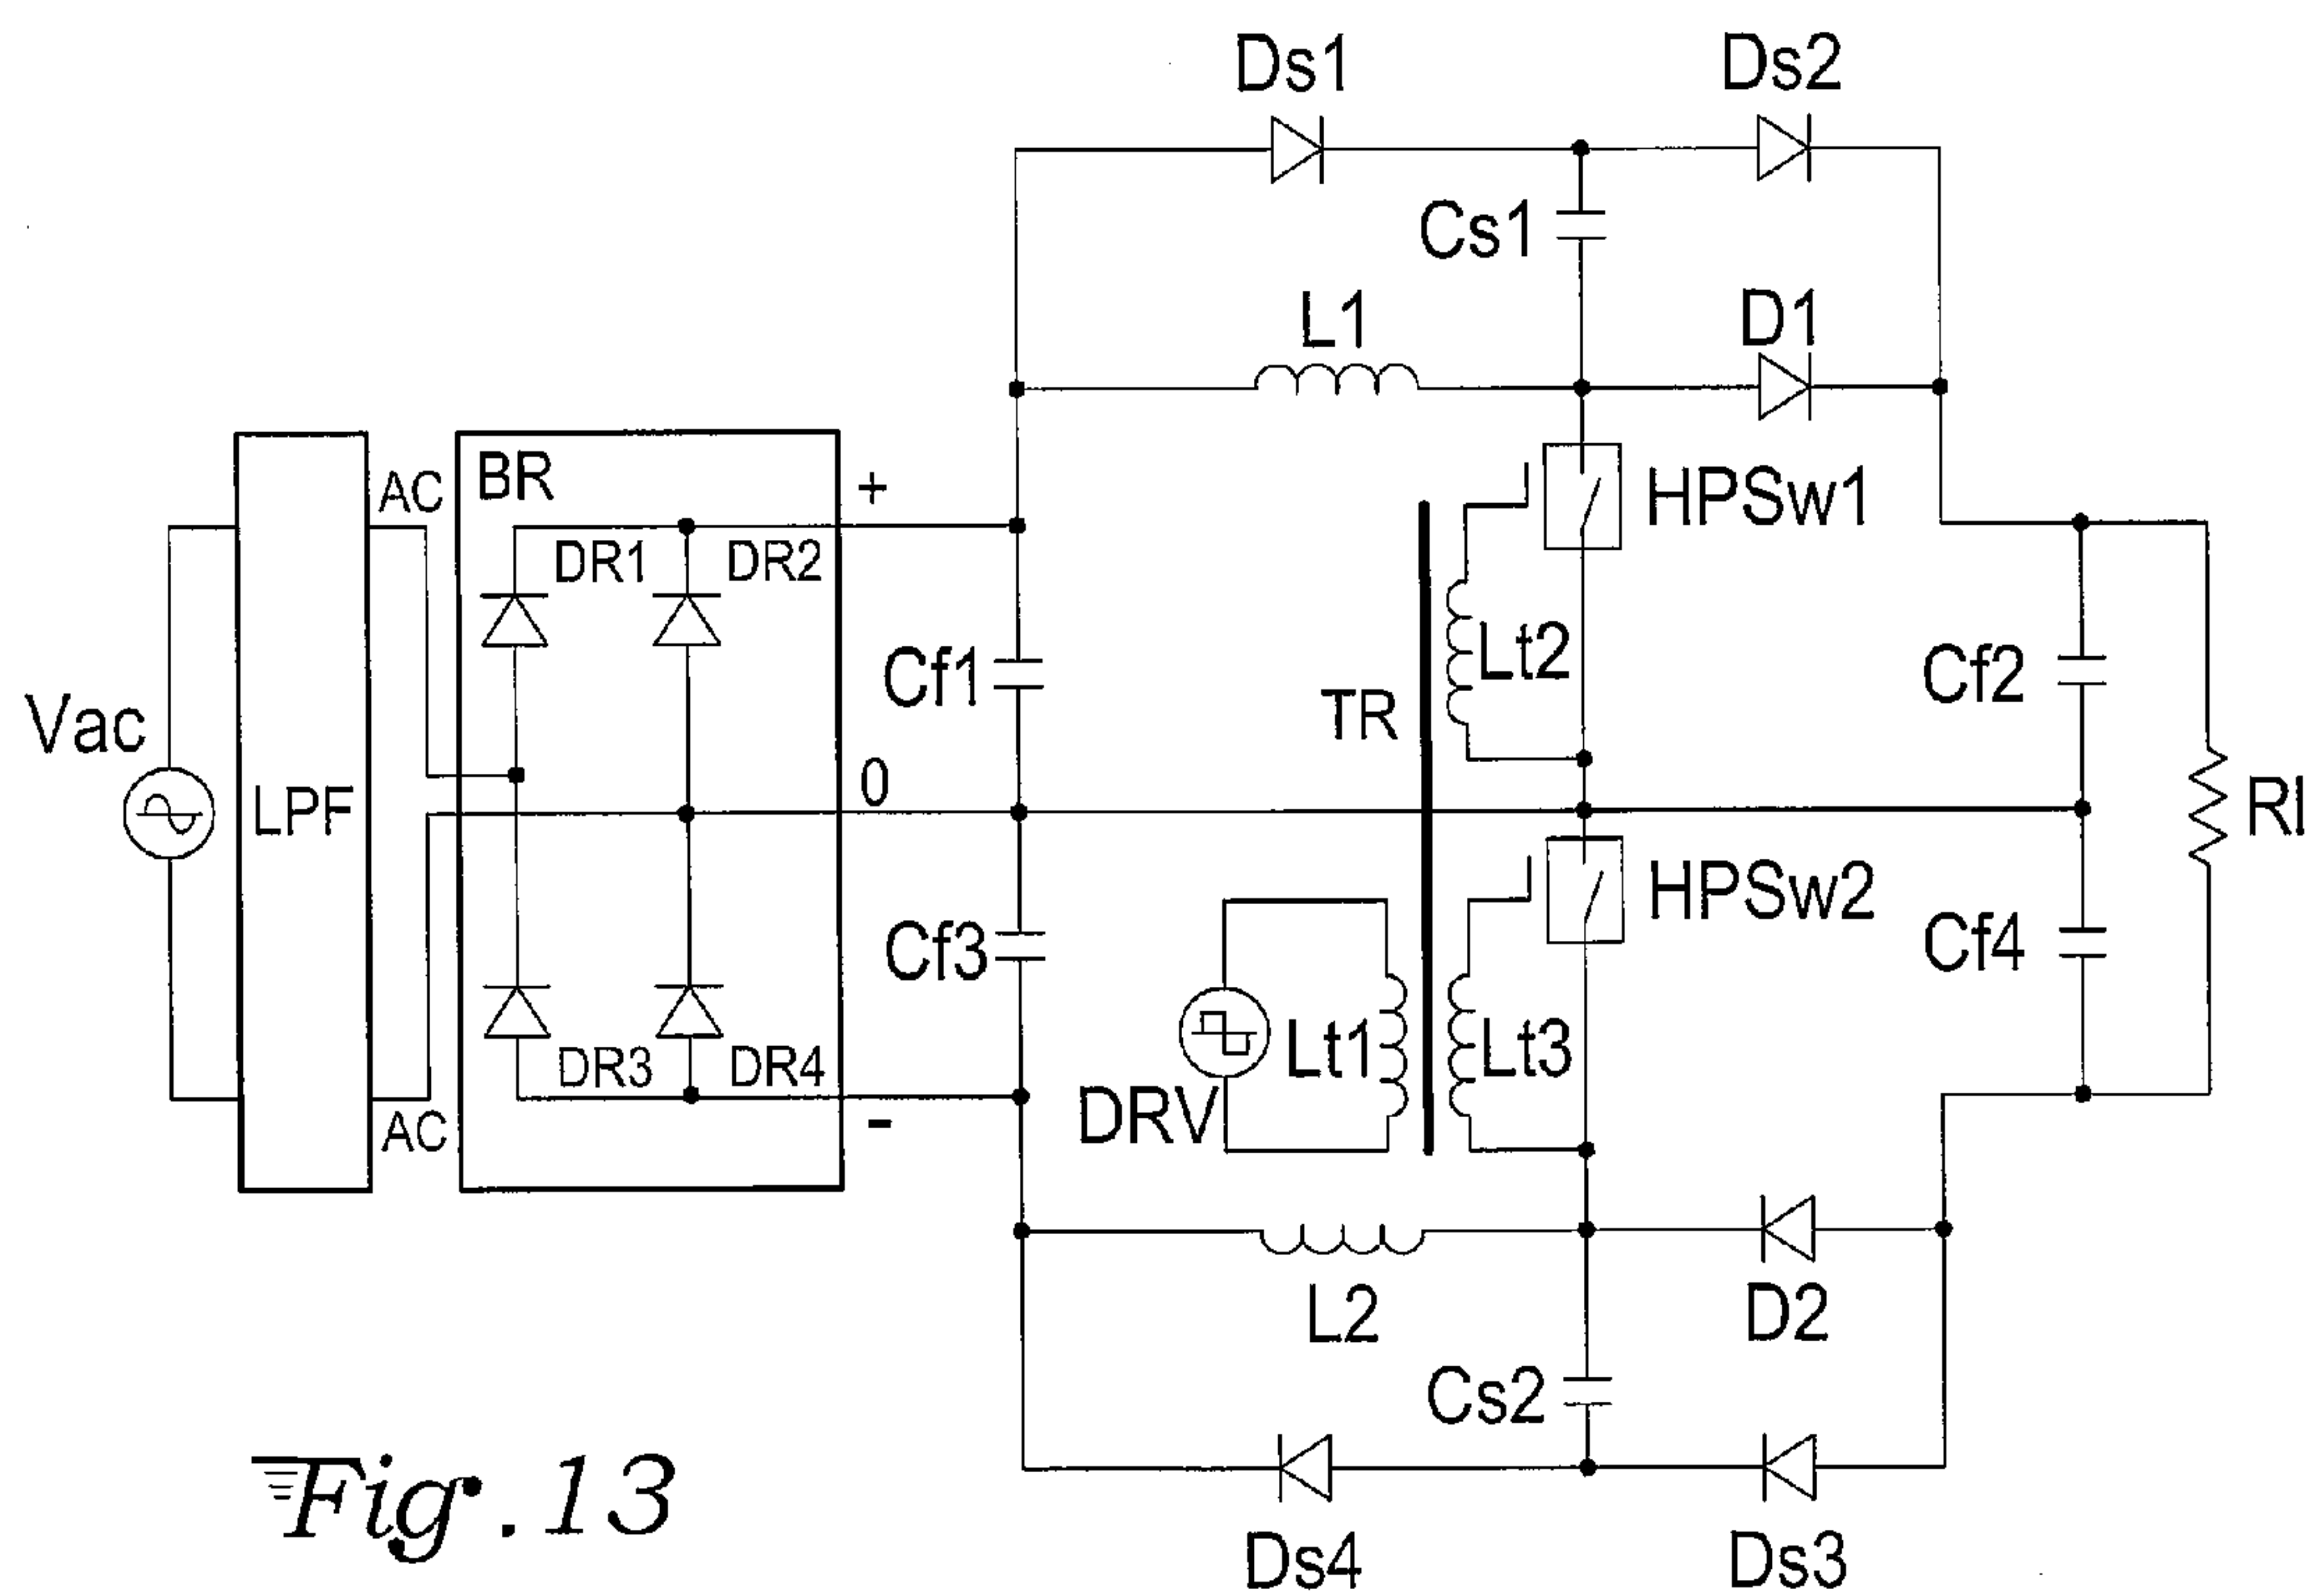 Ds1
Ds2
Cs1
L1
D1
AC
BR
+
HPSw1
DR1
DR2
Lt2
Cf1
Cf2
TR
Vac
LPF
0
Rl
HPSw2
Cf3
Cf4
Lt1
Lt3
DR3
DR4
DRV
AC
-
L2
D2
Cs2
Fig.13
Ds4
Ds3